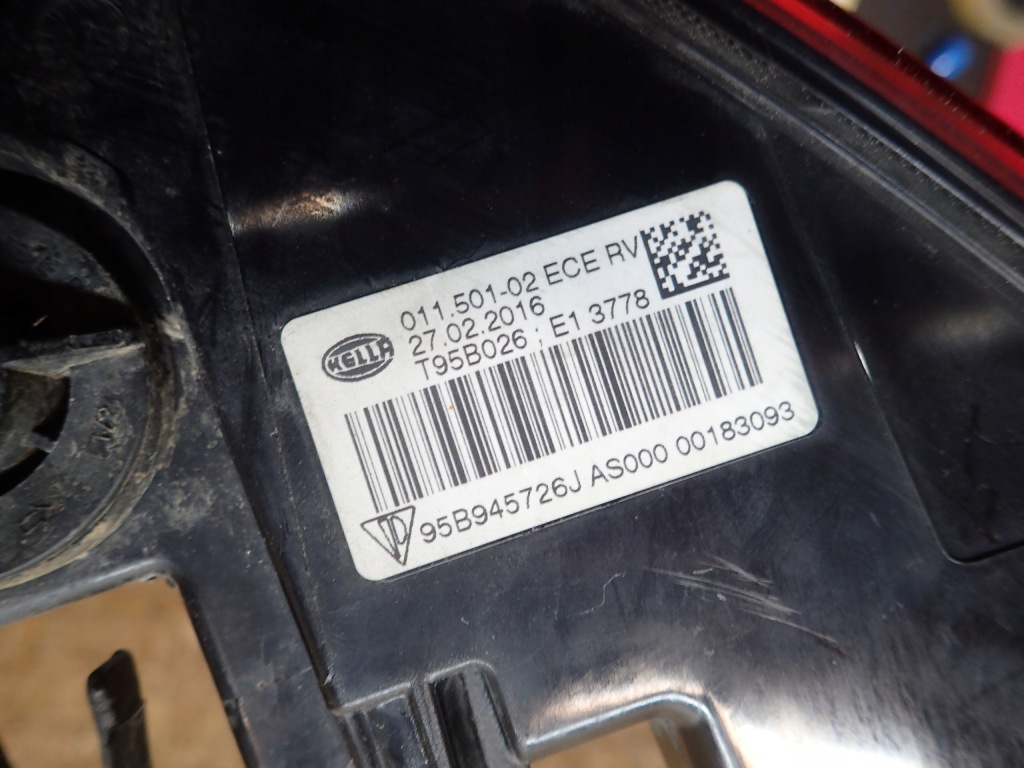 HELLA
011.501-02 ECE RV
27.02.2016
T95B026 ; E1 3778
95B945726J AS000 00183093